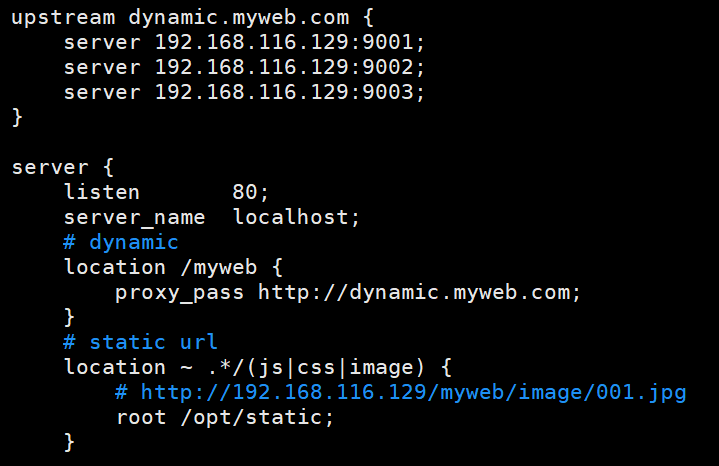 upstream dynamic.myweb.com {
    server 192.168.116.129:9001;
    server 192.168.116.129:9002;
    server 192.168.116.129:9003;
}

server {
    listen       80;
    server_name  localhost;
    # dynamic
    location /myweb {
        proxy_pass http://dynamic.myweb.com;
    }
    # static url
    location ~ .*/(js|css|image) {
        # http://192.168.116.129/myweb/image/001.jpg
        root /opt/static;
    }